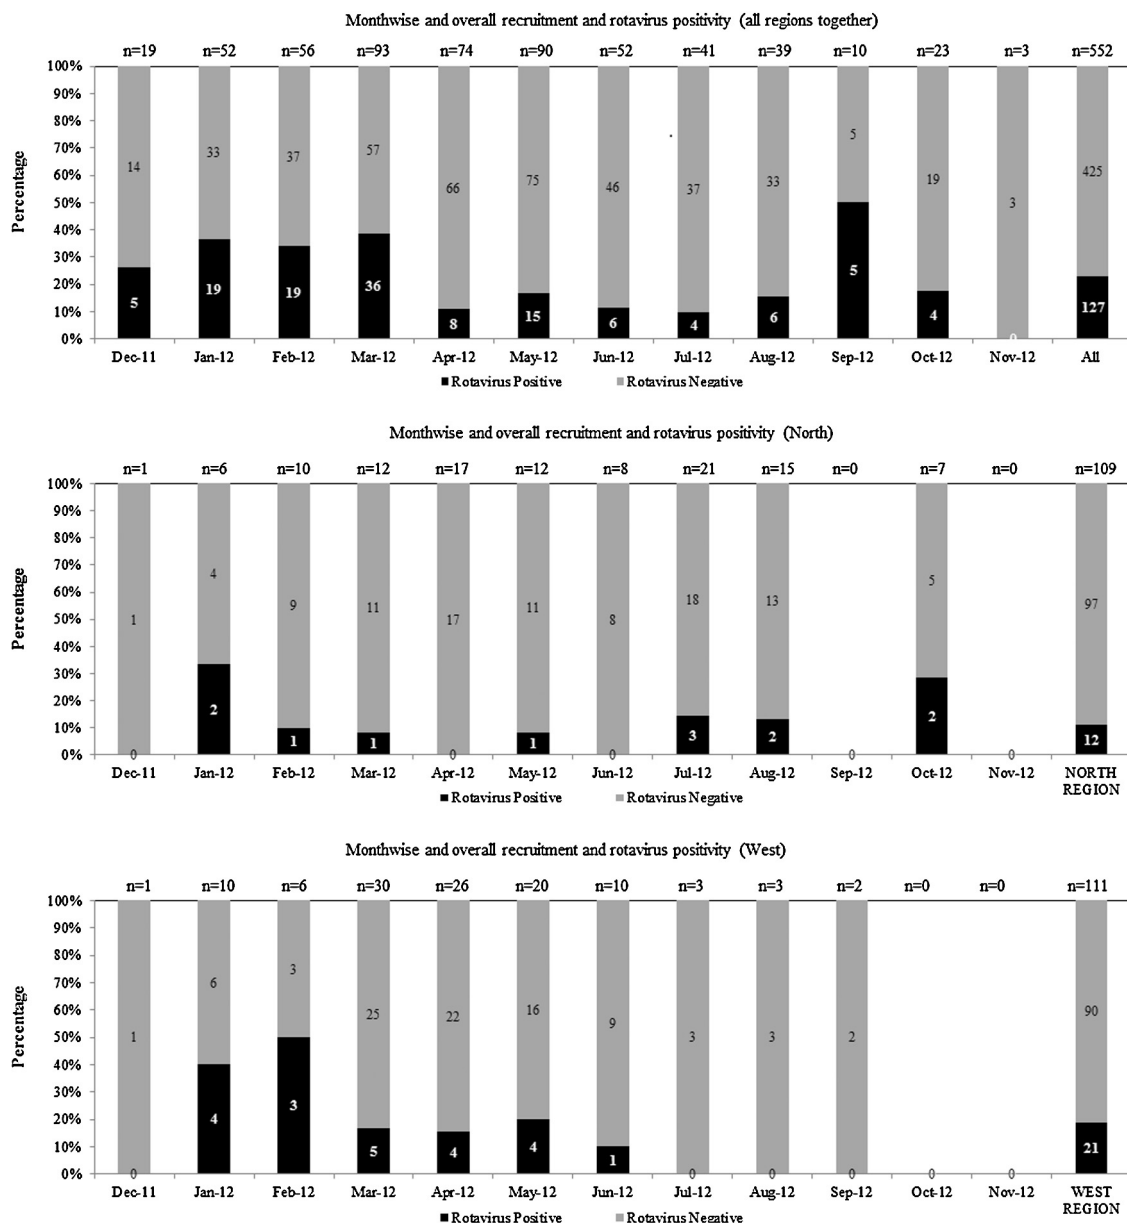 Monthwise and overall recruitment and rotavirus positivity (all regions together)
n=19 n=52 n=56 n=93 n=74 n=90 n=52 n=41 n=39 n=10 n=23 n=3 n=552
100%
90%
80%
70%
60%
50%
40%
30%
20%
10%
0%
Percentage
14 33 37 57 66 75 46 37 33 5 19 3 425
5 19 19 36 8 15 6 4 6 5 4 0 127
Dec-11 Jan-12 Feb-12 Mar-12 Apr-12 May-12 Jun-12 Jul-12 Aug-12 Sep-12 Oct-12 Nov-12 All
Rotavirus Positive Rotavirus Negative
Monthwise and overall recruitment and rotavirus positivity (North)
n=1 n=6 n=10 n=12 n=17 n=12 n=8 n=21 n=15 n=0 n=7 n=0 n=109
100%
90%
80%
70%
60%
50%
40%
30%
20%
10%
0%
Percentage
1 4 9 11 17 11 8 18 13 5 97
0 2 1 1 0 1 0 3 2 0 2 0 12
Dec-11 Jan-12 Feb-12 Mar-12 Apr-12 May-12 Jun-12 Jul-12 Aug-12 Sep-12 Oct-12 Nov-12 NORTH
REGION
Rotavirus Positive Rotavirus Negative
Monthwise and overall recruitment and rotavirus positivity (West)
n=1 n=10 n=6 n=30 n=26 n=20 n=10 n=3 n=3 n=2 n=0 n=0 n=111
100%
90%
80%
70%
60%
50%
40%
30%
20%
10%
0%
Percentage
1 6 3 25 22 16 9 3 3 2 90
0 4 3 5 4 4 1 0 0 0 0 0 21
Dec-11 Jan-12 Feb-12 Mar-12 Apr-12 May-12 Jun-12 Jul-12 Aug-12 Sep-12 Oct-12 Nov-12 WEST
REGION
Rotavirus Positive Rotavirus Negative